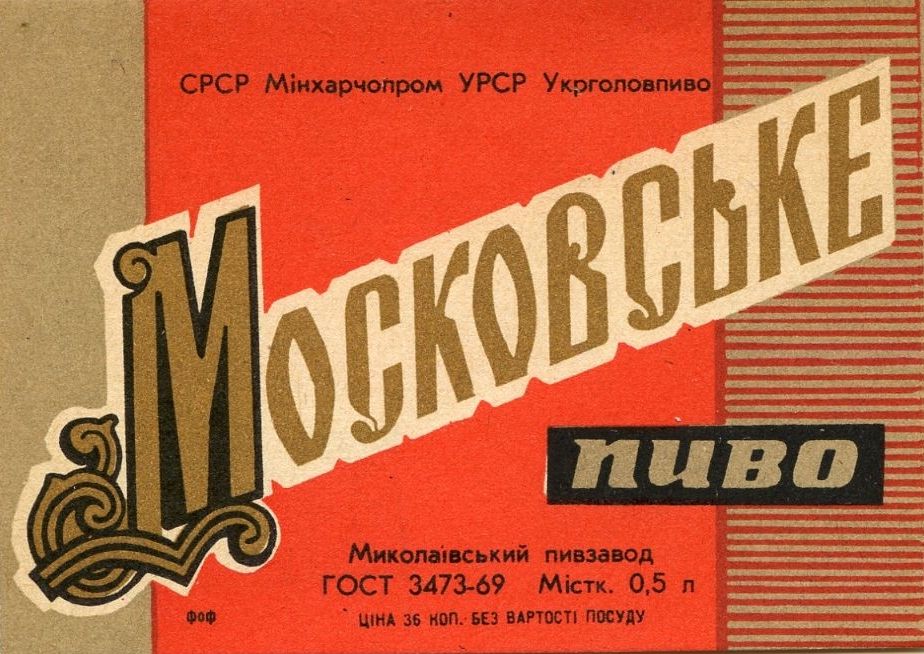 СРСР Мінхарчопром УРСР Укрголовпиво
Московське
пиво
Миколаївський пивзавод
ГОСТ 3473-69 Містк. 0,5 л
фоф
ЦІНА 36 КОП. БЕЗ ВАРТОСТІ ПОСУДУ